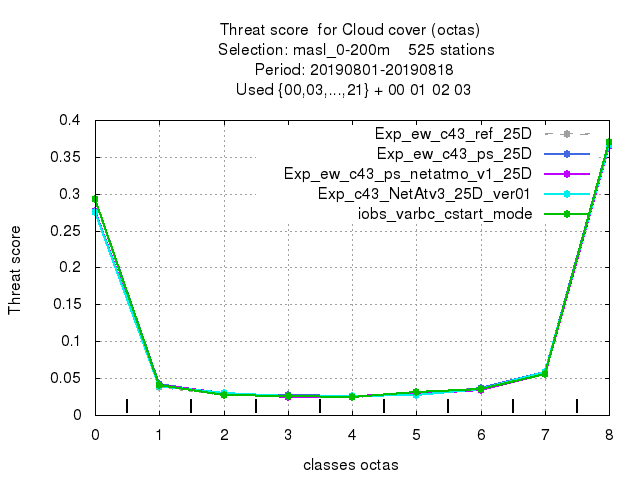 Threat score  for Cloud cover (octas)
Selection: masl_0-200m    525 stations
Period: 20190801-20190818
Used {00,03,...,21} + 00 01 02 03
Exp_ew_c43_ref_25D
Exp_ew_c43_ps_25D
Exp_ew_c43_ps_netatmo_v1_25D
Exp_c43_NetAtv3_25D_ver01
iobs_varbc_cstart_mode
Threat score
0.4
0.35
0.3
0.25
0.2
0.15
0.1
0.05
0
0 1 2 3 4 5 6 7 8
classes octas